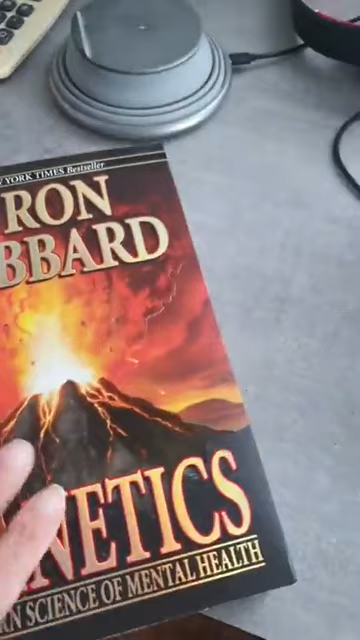 YORK TIMES Bestseller
RON
BBARD
NETICS
RN SCIENCE OF MENTAL HEALTH